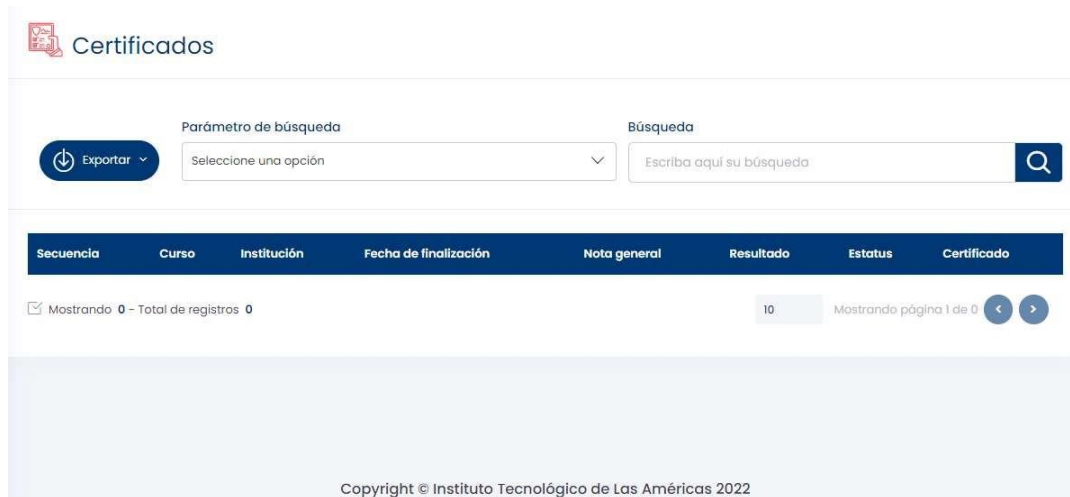 Certificados
Parámetro de búsqueda Búsqueda
Exportar Seleccione una opción Escriba aquí su búsqueda
Secuencia Curso Institución Fecha de finalización Nota general Resultado Estatus Certificado
Mostrando 0 - Total de registros 0 10 Mostrando página 1 de 0
Copyright © Instituto Tecnológico de Las Américas 2022